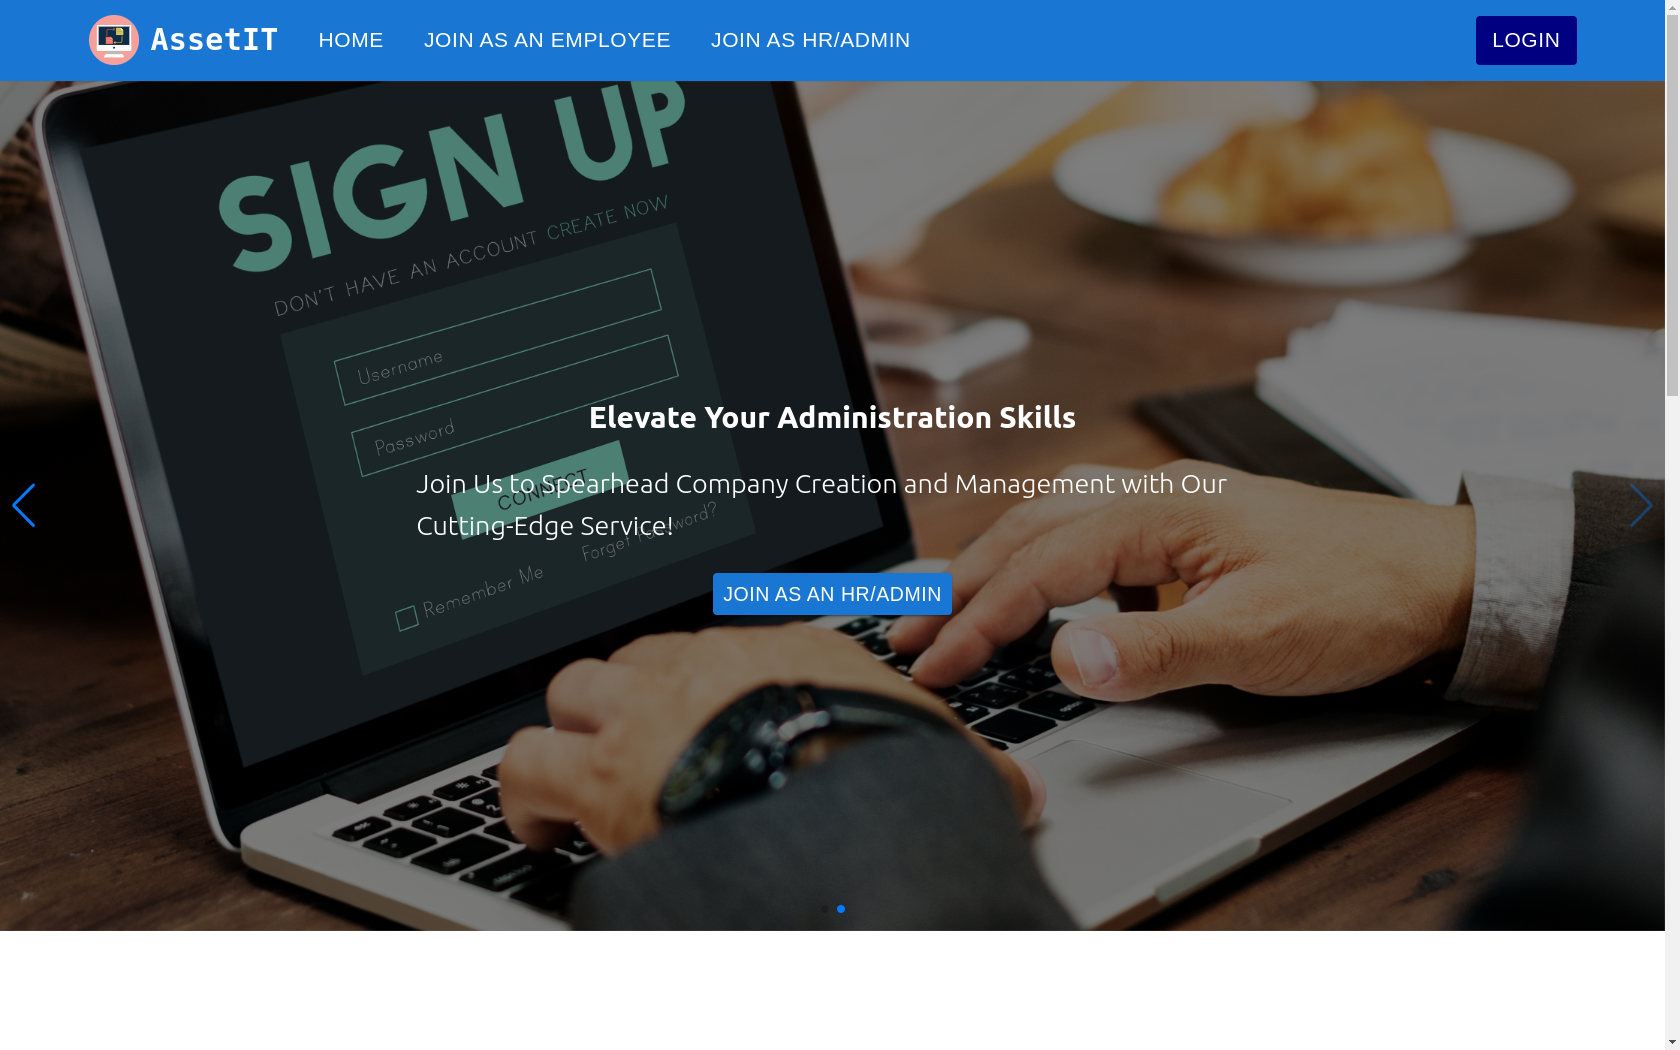 AssetIT
HOME
JOIN AS AN EMPLOYEE
JOIN AS HR/ADMIN
LOGIN
SIGN UP
DON'T HAVE AN ACCOUNT CREATE NOW
Username
Password
CONNECT
Remember Me
Forget Password?
Elevate Your Administration Skills
Join Us to Spearhead Company Creation and Management with Our
Cutting-Edge Service!
JOIN AS AN HR/ADMIN